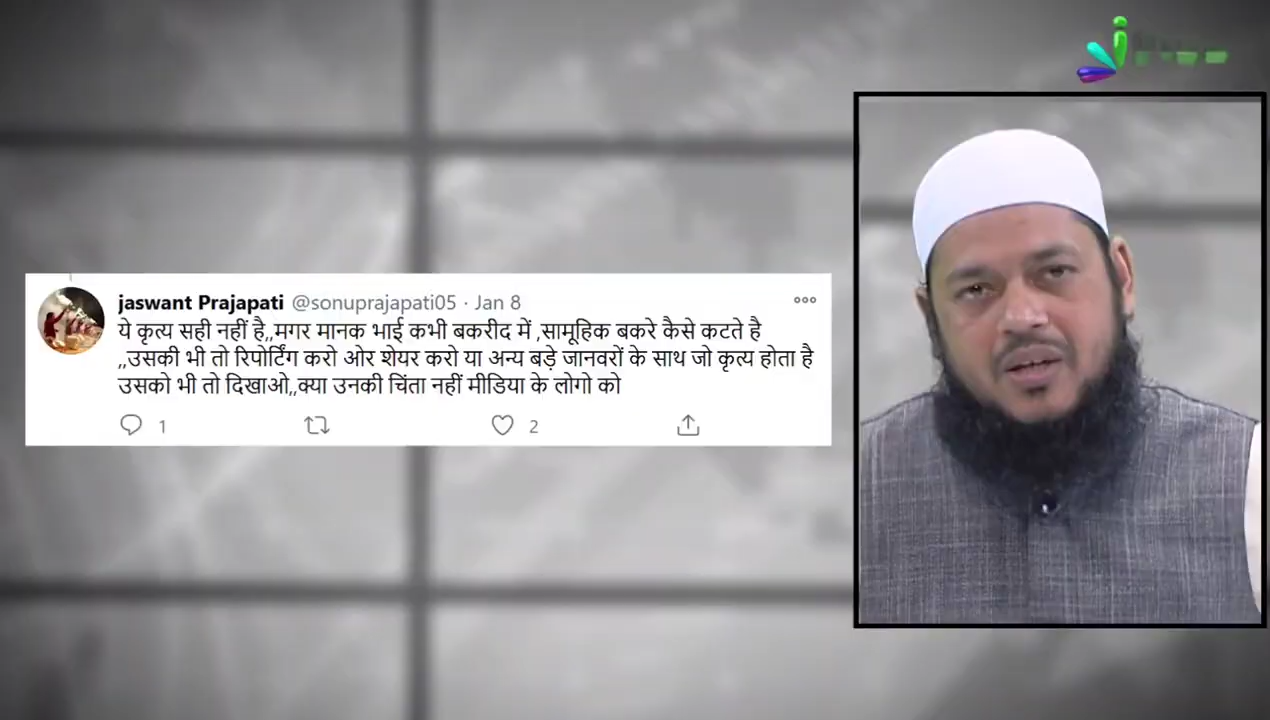 jaswant Prajapati @sonuprajapati05 · Jan 8
ये कृत्य सही नहीं है,,मगर मानक भाई कभी बकरीद में ,सामूहिक बकरे कैसे कटते है
,,उसकी भी तो रिपोर्टिंग करो ओर शेयर करो या अन्य बड़े जानवरों के साथ जो कृत्य होता है
उसको भी तो दिखाओ,,क्या उनकी चिंता नहीं मीडिया के लोगो को
1 2